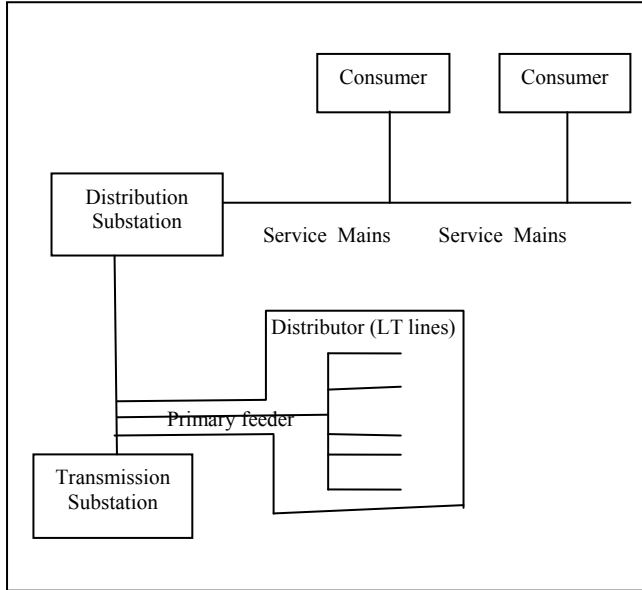 Consumer
Consumer
Distribution
Substation
Service Mains
Service Mains
Distributor (LT lines)
Primary feeder
Transmission
Substation